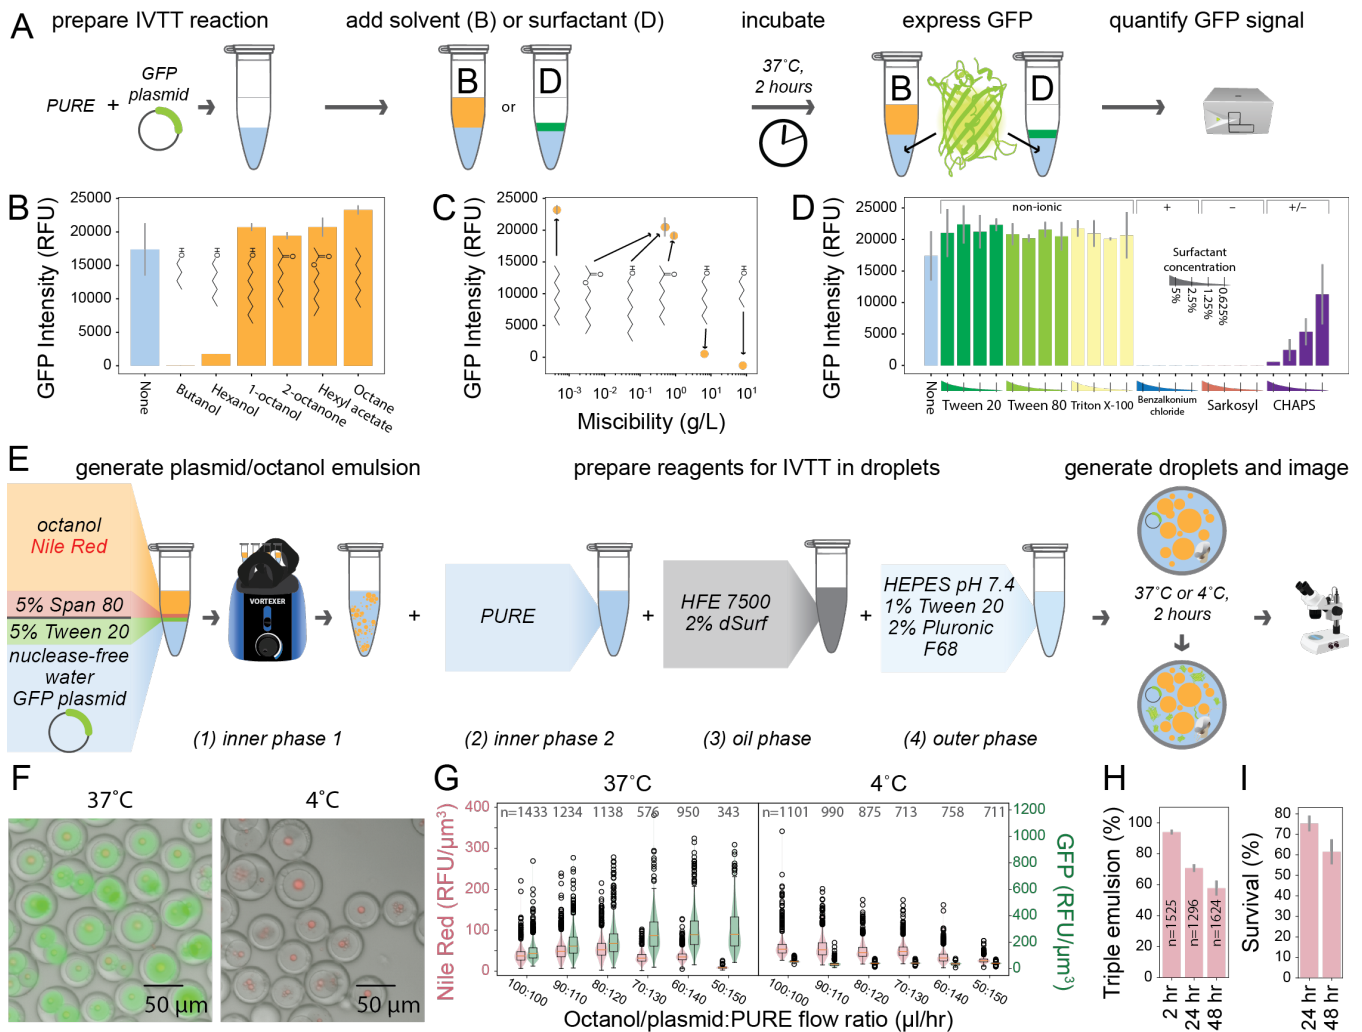 A
prepare IVTT reaction
add solvent (B) or surfactant (D)
incubate
express GFP
quantify GFP signal
PURE +
GFP
plasmid
B
or
D
37°C,
2 hours
B
D
B
GFP Intensity (RFU)
25000
20000
15000
10000
5000
0
OH
OH
OH
O
O
O
None
Butanol
Hexanol
1-octanol
2-octanone
Hexyl acetate
Octane
C
GFP Intensity (RFU)
25000
20000
15000
10000
5000
0
O
O
OH
O
OH
OH
10⁻³
10⁻²
10⁻¹
10⁰
10¹
10¹
Miscibility (g/L)
D
GFP Intensity (RFU)
25000
20000
15000
10000
5000
0
non-ionic
+
−
+/−
Surfactant
concentration
5%
2.5%
1.25%
0.625%
None
Tween 20
Tween 80
Triton X-100
Benzalkonium
chloride
Sarkosyl
CHAPS
E
generate plasmid/octanol emulsion
prepare reagents for IVTT in droplets
generate droplets and image
octanol
Nile Red
5% Span 80
5% Tween 20
nuclease-free
water
GFP plasmid
VORTEXER
+
PURE
+
HFE 7500
2% dSurf
+
HEPES pH 7.4
1% Tween 20
2% Pluronic
F68
37°C or 4°C,
2 hours
(1) inner phase 1
(2) inner phase 2
(3) oil phase
(4) outer phase
F
37°C
4°C
50 µm
50 µm
G
37°C
4°C
Nile Red (RFU/µm³)
400
300
200
100
0
n=1433
1234
1138
576
950
343
n=1101
990
875
713
758
711
1200
1000
800
600
400
200
0
GFP (RFU/µm³)
100:100
90:110
80:120
70:130
60:140
50:150
100:100
90:110
80:120
70:130
60:140
50:150
Octanol/plasmid:PURE flow ratio (µl/hr)
H
Triple emulsion (%)
100
80
60
40
20
0
n=1525
n=1296
n=1624
2 hr
24 hr
48 hr
I
Survival (%)
80
60
40
20
0
24 hr
48 hr